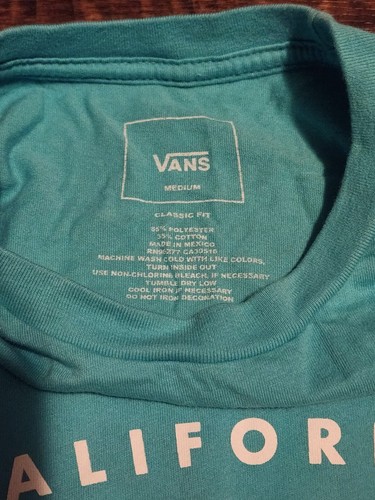 VANS
MEDIUM
CLASSIC FIT
POLYESTER
COTTON
MADE IN MEXICO
MACHINE WASH COLD WITH LIKE COLORS,
TURN INSIDE OUT
USE NON-CHLORINE BLEACH, IF NECESSARY
TUMBLE DRY LOW
COOL IRON IF NECESSARY
DO NOT IRON DECORATION
ALIFOR